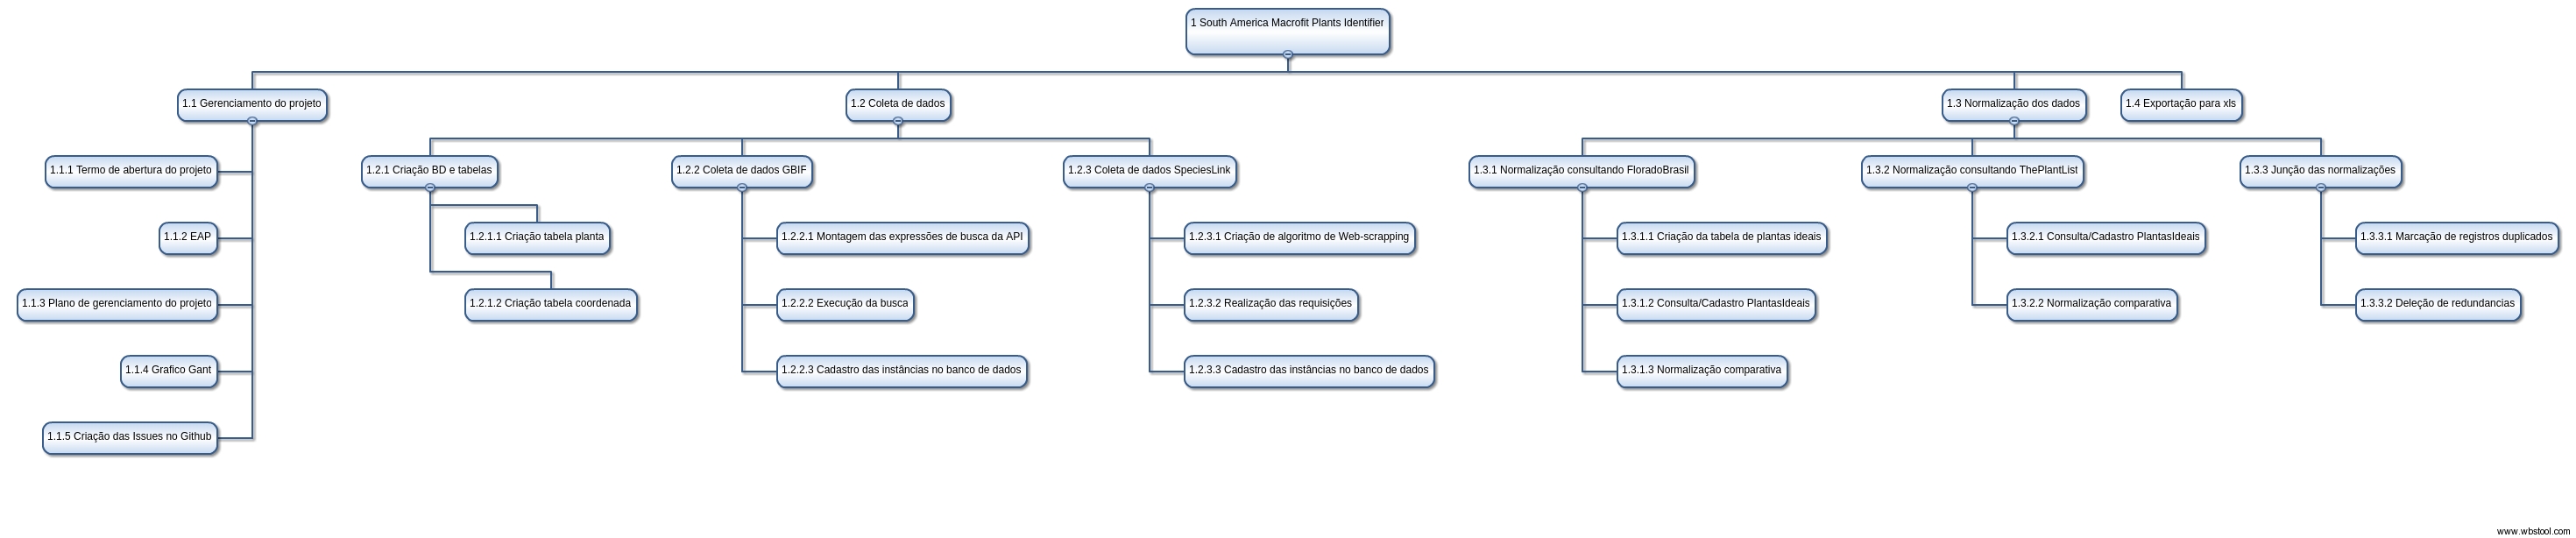 1 South America Macrofit Plants Identifier
1.1 Gerenciamento do projeto
1.2 Coleta de dados
1.3 Normalização dos dados
1.4 Exportação para xls
1.1.1 Termo de abertura do projeto
1.2.1 Criação BD e tabelas
1.2.2 Coleta de dados GBIF
1.2.3 Coleta de dados SpeciesLink
1.3.1 Normalização consultando FloradoBrasil
1.3.2 Normalização consultando ThePlantList
1.3.3 Junção das normalizações
1.1.2 EAP
1.2.1.1 Criação tabela planta
1.2.2.1 Montagem das expressões de busca da API
1.2.3.1 Criação de algoritmo de Web-scrapping
1.3.1.1 Criação da tabela de plantas ideais
1.3.2.1 Consulta/Cadastro PlantasIdeais
1.3.3.1 Marcação de registros duplicados
1.1.3 Plano de gerenciamento do projeto
1.2.1.2 Criação tabela coordenada
1.2.2.2 Execução da busca
1.2.3.2 Realização das requisições
1.3.1.2 Consulta/Cadastro PlantasIdeais
1.3.2.2 Normalização comparativa
1.3.3.2 Deleção de redundancias
1.1.4 Grafico Gant
1.2.2.3 Cadastro das instâncias no banco de dados
1.2.3.3 Cadastro das instâncias no banco de dados
1.3.1.3 Normalização comparativa
1.1.5 Criação das Issues no Github
www.wbstool.com